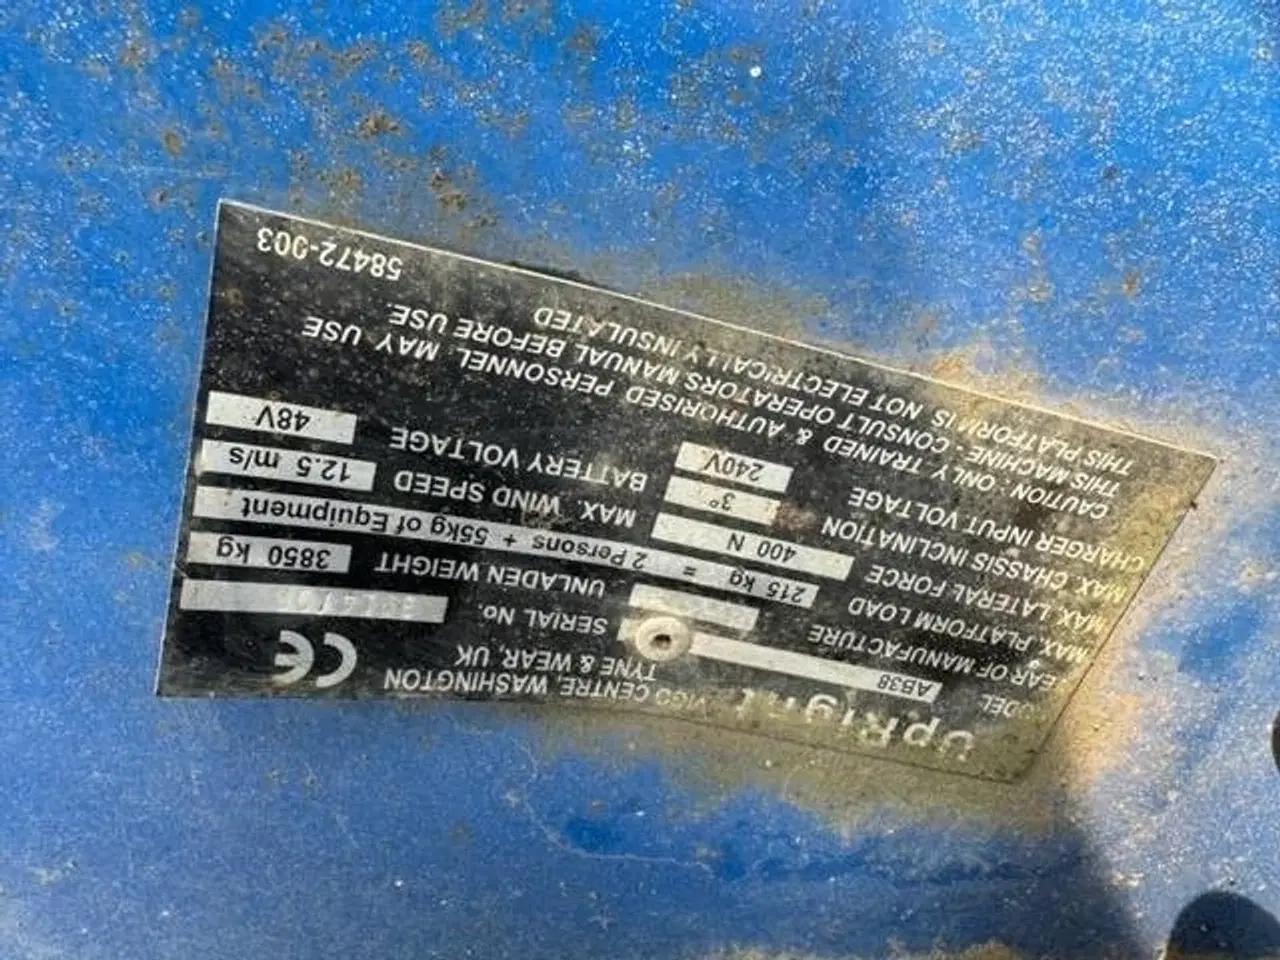 UpRight VIGO CENTRE, WASHINGTON
TYNE & WEAR, UK
CE
MODEL AB38 SERIAL No.
YEAR OF MANUFACTURE UNLADEN WEIGHT 3850 kg
MAX. PLATFORM LOAD 215 kg = 2 Persons + 55kg of Equipment
MAX. LATERAL FORCE 400 N MAX. WIND SPEED 12.5 m/s
MAX. CHASSIS INCLINATION 3° BATTERY VOLTAGE 48V
CHARGER INPUT VOLTAGE 240V
CAUTION : ONLY, TRAINED & AUTHORISED PERSONNEL MAY USE
THIS MACHINE - CONSULT OPERATORS MANUAL BEFORE USE.
THIS PLATFORM IS NOT ELECTRICALLY INSULATED
58472-003